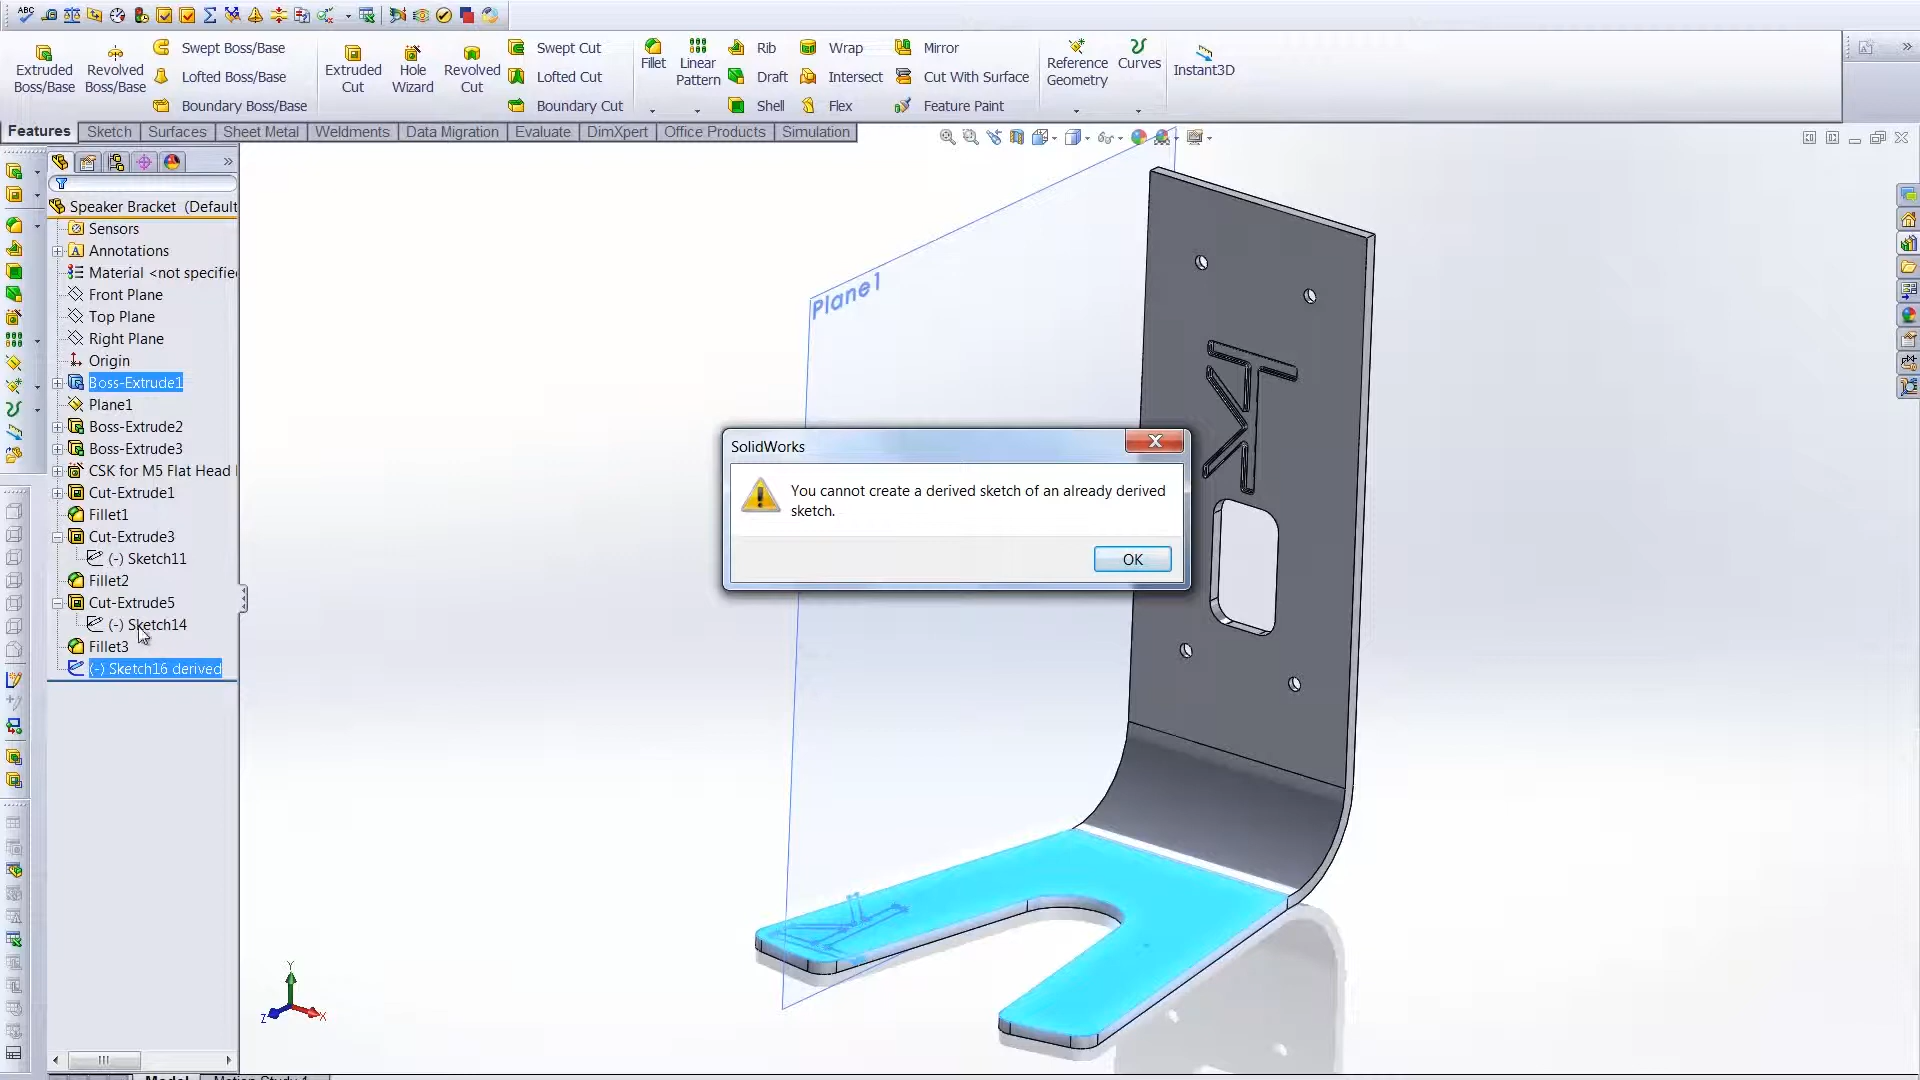 ABC
Extruded Boss/Base
Revolved Boss/Base
Swept Boss/Base
Lofted Boss/Base
Boundary Boss/Base
Extruded Cut
Hole Wizard
Revolved Cut
Swept Cut
Lofted Cut
Boundary Cut
Fillet
Linear Pattern
Rib
Draft
Shell
Wrap
Intersect
Flex
Mirror
Cut With Surface
Feature Paint
Reference Geometry
Curves
Instant3D
Features
Sketch
Surfaces
Sheet Metal
Weldments
Data Migration
Evaluate
DimXpert
Office Products
Simulation
Speaker Bracket (Default
Sensors
Annotations
Material <not specifie
Front Plane
Top Plane
Right Plane
Origin
Boss-Extrude1
Plane1
Boss-Extrude2
Boss-Extrude3
CSK for M5 Flat Head
Cut-Extrude1
Fillet1
Cut-Extrude3
(-) Sketch11
Fillet2
Cut-Extrude5
(-) Sketch14
Fillet3
(-) Sketch16 derived
Plane1
SolidWorks
You cannot create a derived sketch of an already derived
sketch.
OK
Y
Z
X
Model
Motion Study 1